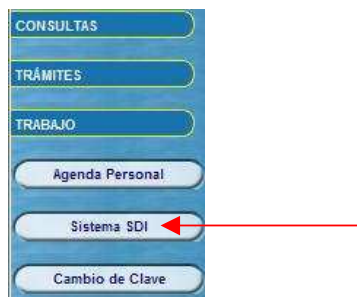 CONSULTAS
TRÁMITES
TRABAJO
Agenda Personal
Sistema SDI
Cambio de Clave